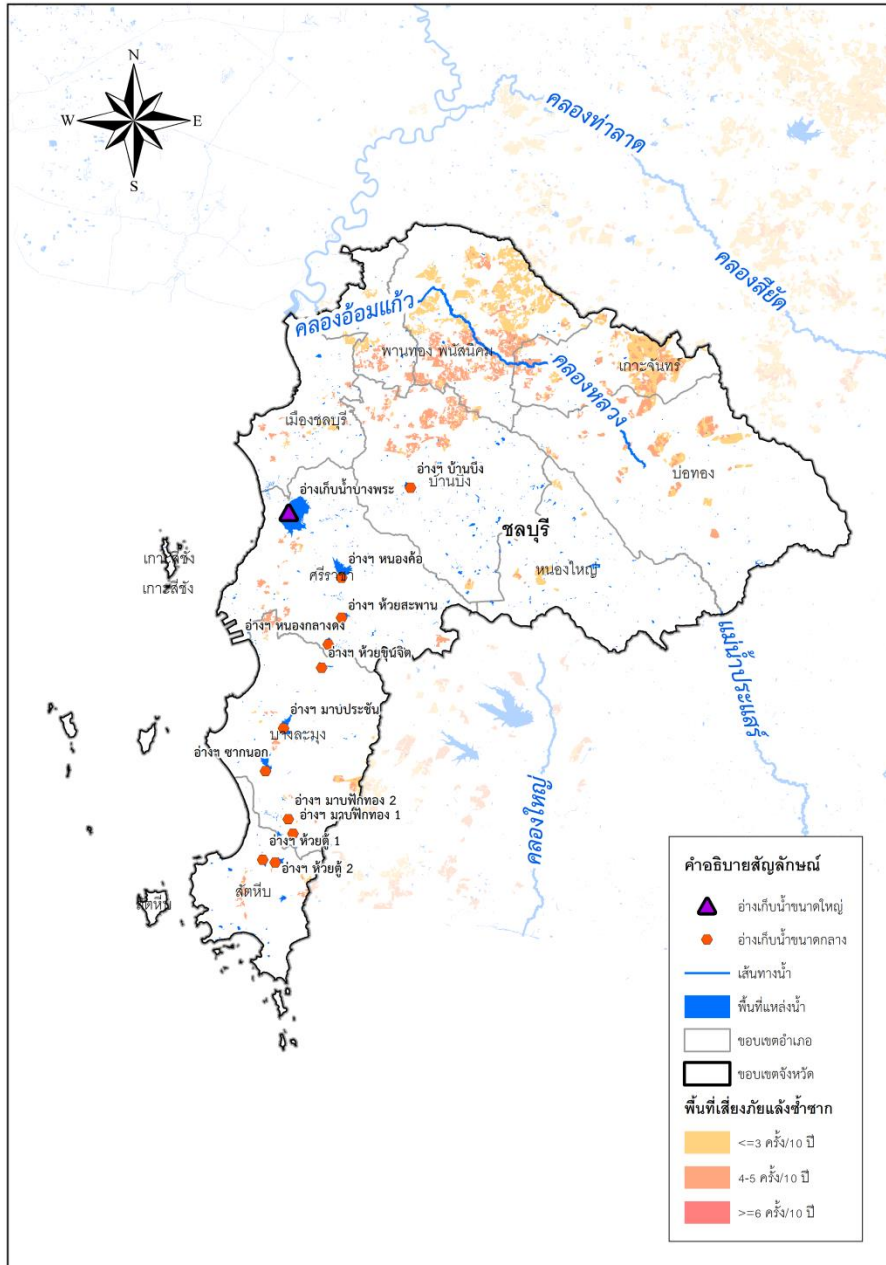 N
W
E
S
คลองท่าลาด
คลองสียัด
คลองอ้อมแก้ว
พานทอง
พนัสนิคม
เกาะจันทร์
คลองหลวง
เมืองชลบุรี
บ่อทอง
อ่างฯ บ้านบึง
บ้านบึง
อ่างเก็บน้ำบางพระ
ชลบุรี
อ่างฯ หนองค้อ
หนองใหญ่
เกาะสีชัง
ศรีราชา
เกาะสีชัง
อ่างฯ ห้วยสะพาน
อ่างฯ หนองกลางดง
อ่างฯ ห้วยขุนจิต
แม่น้ำประแสร์
อ่างฯ มาบประชัน
บางละมุง
อ่างฯ ซากนอก
คลองใหญ่
อ่างฯ มาบฟักทอง 2
อ่างฯ มาบฟักทอง 1
อ่างฯ ห้วยตู้ 1
อ่างฯ ห้วยตู้ 2
สัตหีบ
สัตหีบ
คำอธิบายสัญลักษณ์
อ่างเก็บน้ำขนาดใหญ่
อ่างเก็บน้ำขนาดกลาง
เส้นทางน้ำ
พื้นที่แหล่งน้ำ
ขอบเขตอำเภอ
ขอบเขตจังหวัด
พื้นที่เสี่ยงภัยแล้งซ้ำซาก
<=3 ครั้ง/10 ปี
4-5 ครั้ง/10 ปี
>=6 ครั้ง/10 ปี